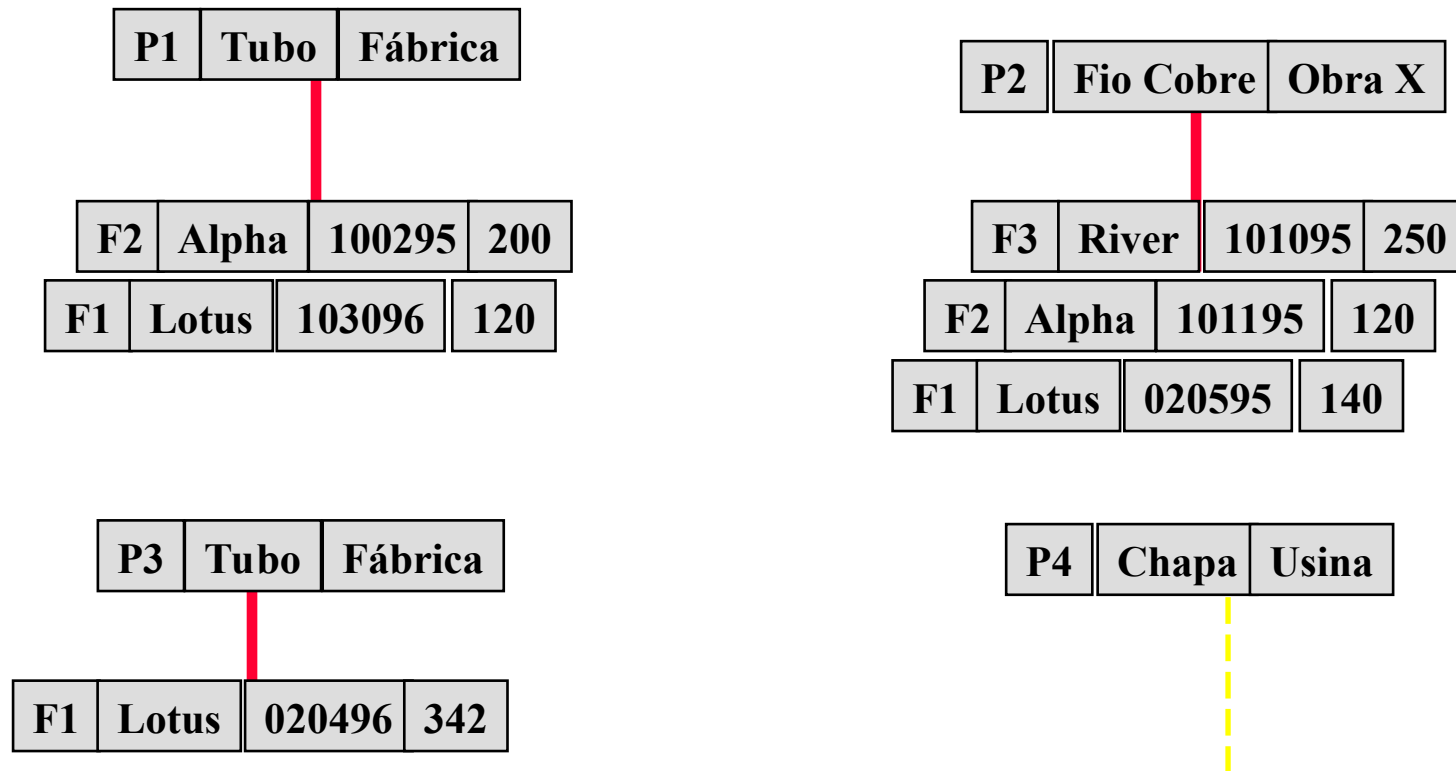 P1 Tubo Fábrica
F2 Alpha 100295 200
F1 Lotus 103096 120
P2 Fio Cobre Obra X
F3 River 101095 250
F2 Alpha 101195 120
F1 Lotus 020595 140
P3 Tubo Fábrica
F1 Lotus 020496 342
P4 Chapa Usina